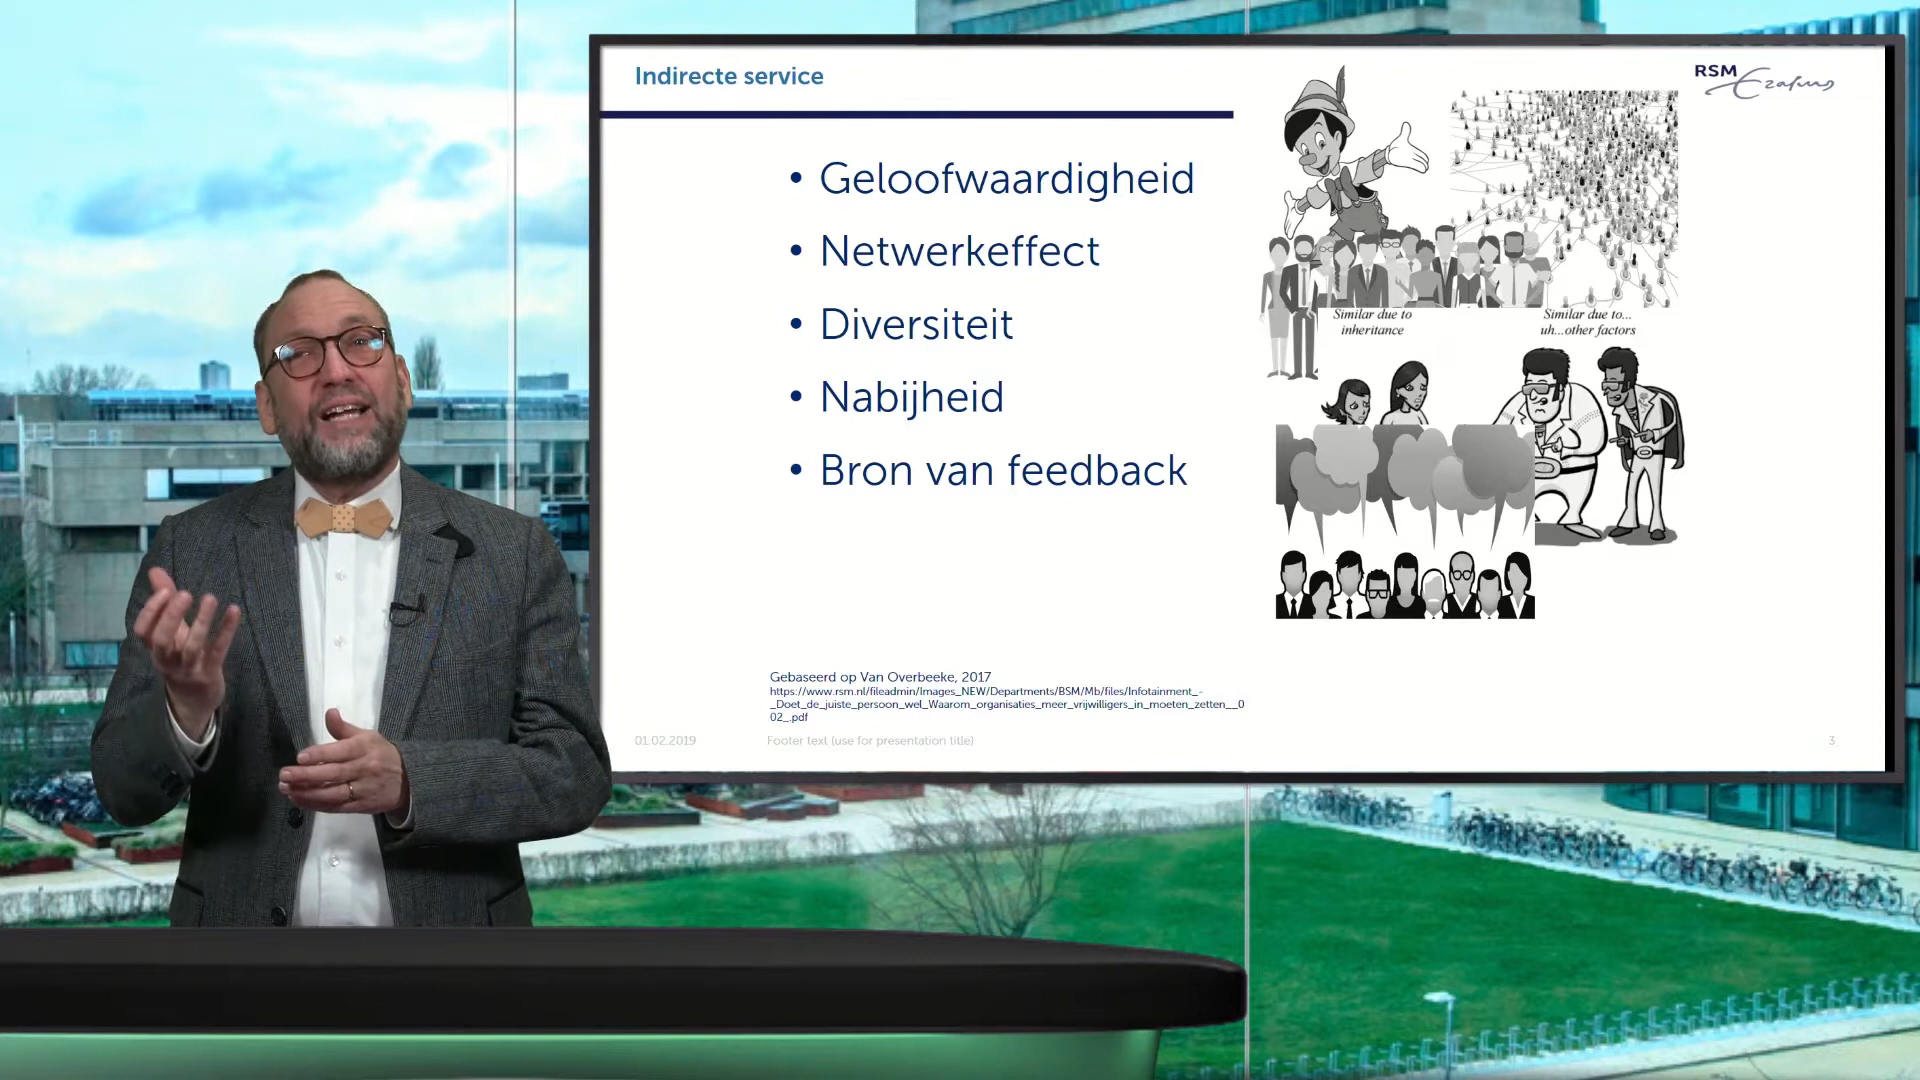 Indirecte service
RSM Erasmus
• Geloofwaardigheid
• Netwerkeffect
• Diversiteit
• Nabijheid
• Bron van feedback
Similar due to
inheritance
Similar due to...
uh...other factors
Gebaseerd op Van Overbeeke, 2017
https://www.rsm.nl/fileadmin/Images_NEW/Departments/BSM/Mb/files/Infotainment_-
_Doet_de_juiste_persoon_wel_Waarom_organisaties_meer_vrijwilligers_in_moeten_zetten__0
02_.pdf
01.02.2019
Footer text (use for presentation title)
3